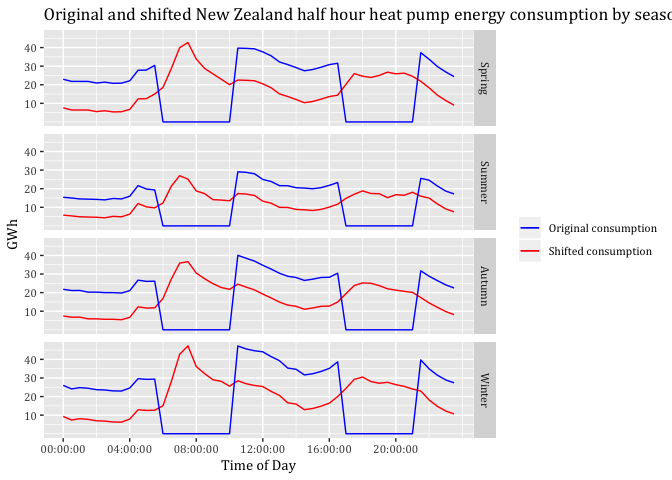 Original and shifted New Zealand half hour heat pump energy consumption by seaso
40
30
20
10
Spring
40
30
20
10
Summer
40
30
20
10
Autumn
40
30
20
10
Winter
GWh
00:00:00 04:00:00 08:00:00 12:00:00 16:00:00 20:00:00
Time of Day
Original consumption
Shifted consumption